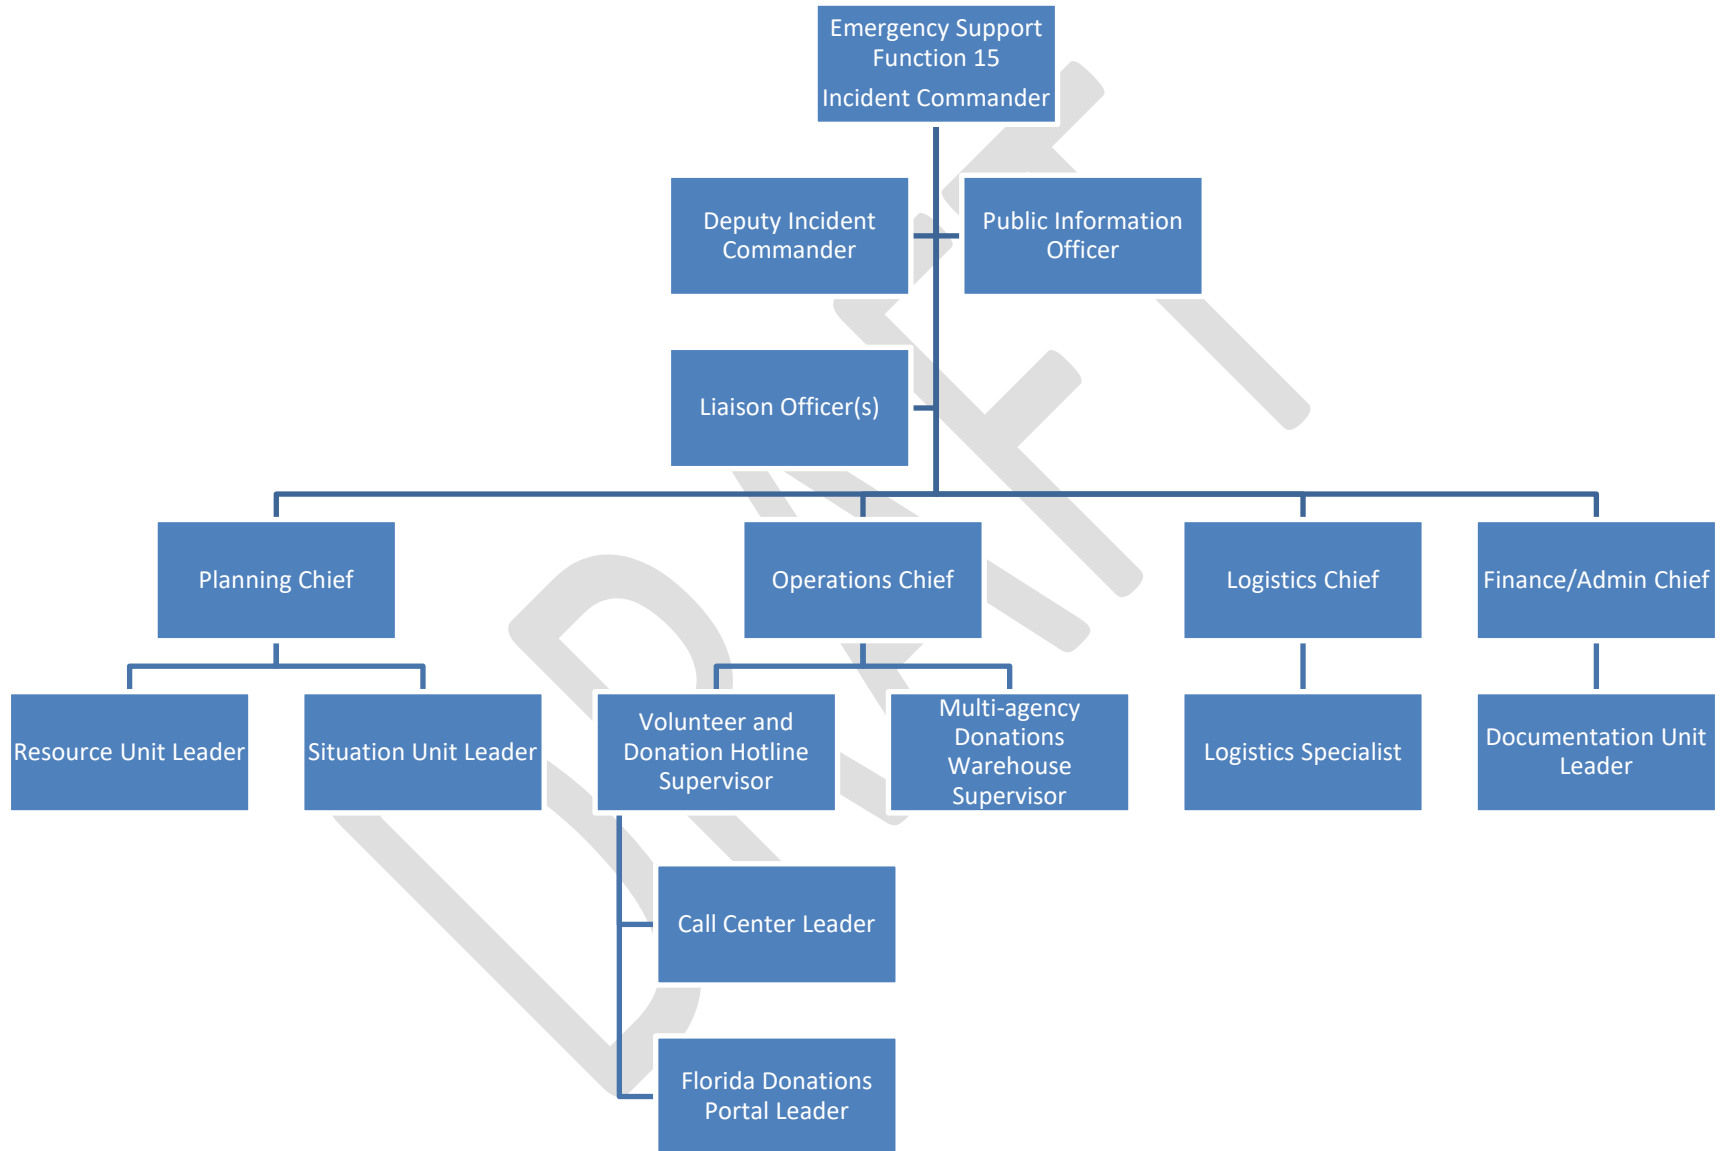 Emergency Support
Function 15
Incident Commander
Deputy Incident
Commander
Public Information
Officer
Liaison Officer(s)
Planning Chief
Operations Chief
Logistics Chief
Finance/Admin Chief
Resource Unit Leader
Situation Unit Leader
Volunteer and
Donation Hotline
Supervisor
Multi-agency
Donations
Warehouse
Supervisor
Logistics Specialist
Documentation Unit
Leader
Call Center Leader
Florida Donations
Portal Leader
DRAFT